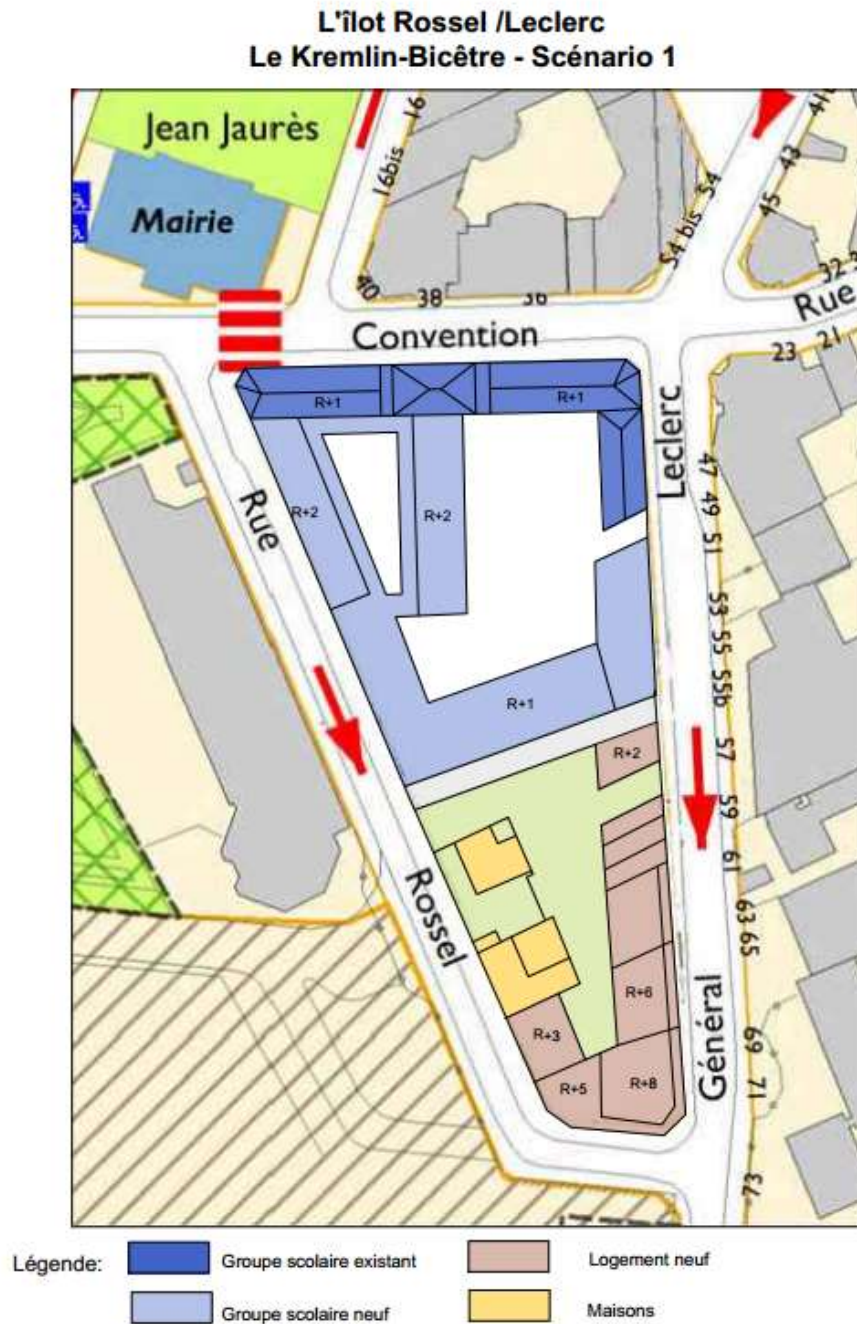 L'îlot Rossel /Leclerc
Le Kremlin-Bicêtre - Scénario 1
Jean Jaurès
Mairie
16
16bis
40
38
36
54
54 bis
41
43
45
32
Rue
Convention
23
21
R+1
R+1
Leclerc
47
49
51
53
55
55b
57
59
61
63
65
69
71
73
Rue
R+2
R+2
R+1
R+2
Rossel
R+6
R+3
R+5
R+8
Général
Légende:
Groupe scolaire existant
Logement neuf
Groupe scolaire neuf
Maisons